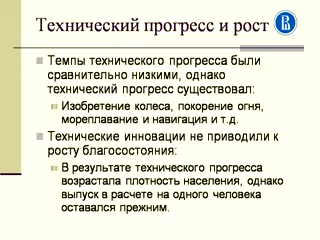 Технический прогресс и рост
Темпы технического прогресса были
сравнительно низкими, однако
технический прогресс существовал:
Изобретение колеса, покорение огня,
мореплавание и навигация и т.д.
Технические инновации не приводили к
росту благосостояния:
В результате технического прогресса
возрастала плотность населения, однако
выпуск в расчете на одного человека
оставался прежним.